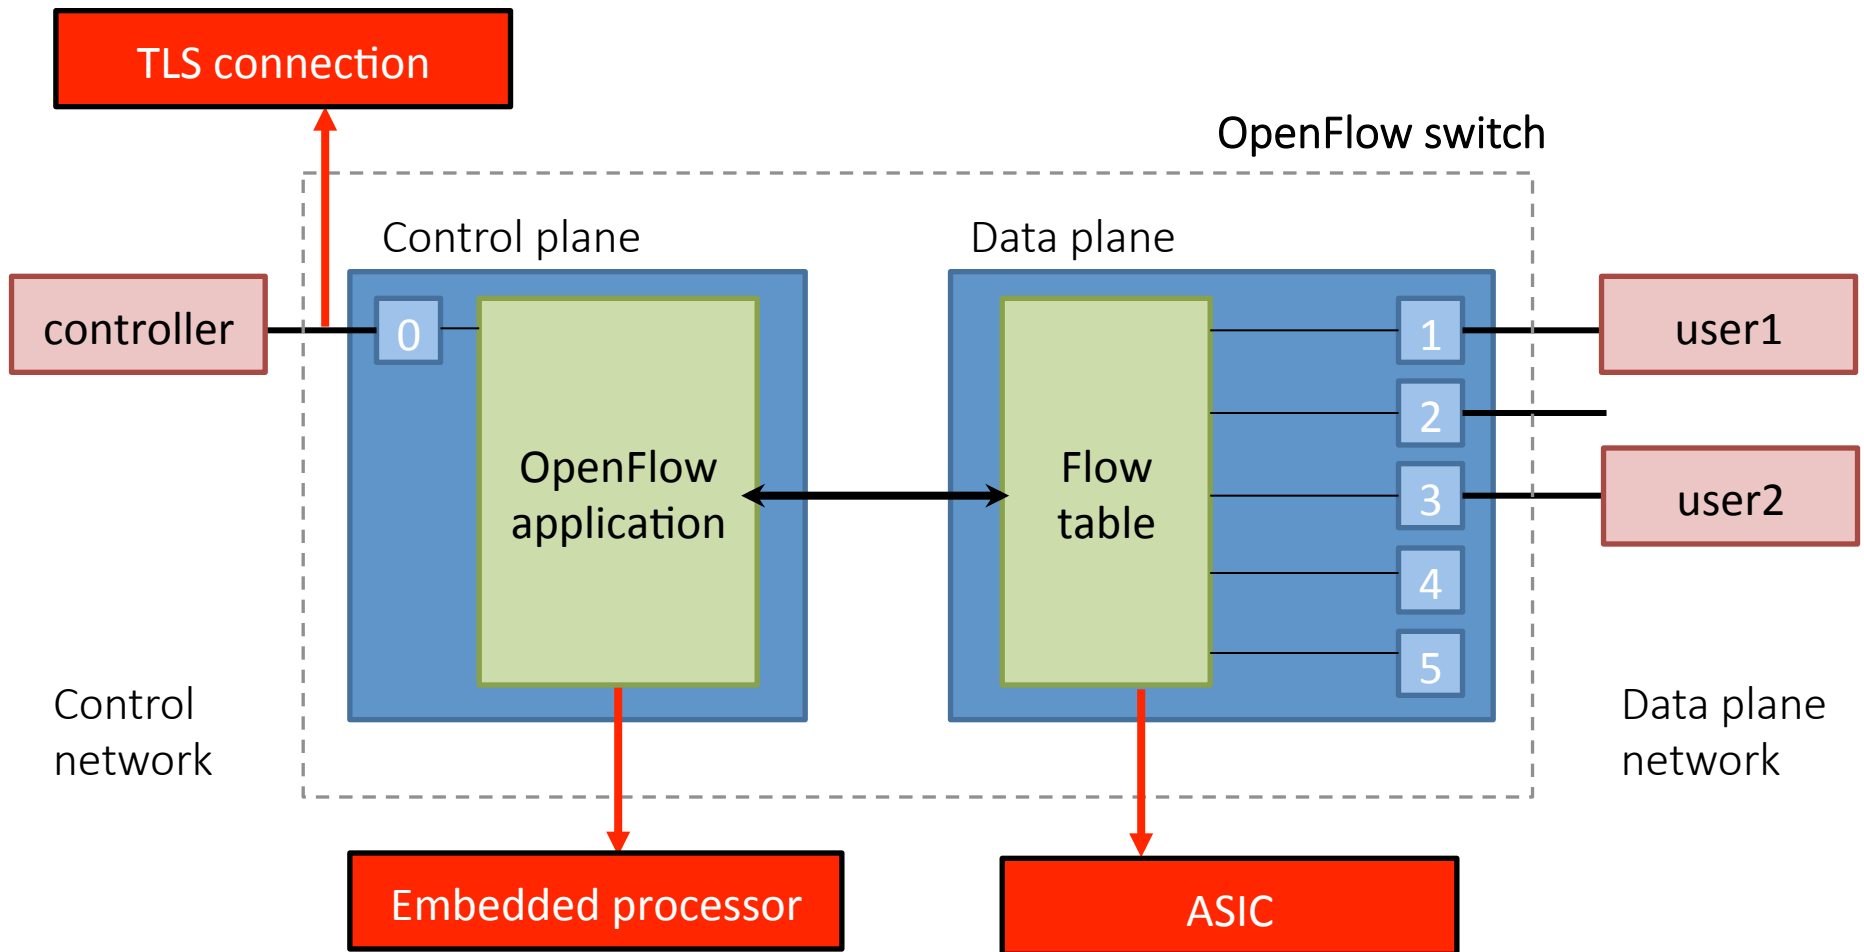 TLS connection
OpenFlow switch
Control plane
Data plane
controller
0
1
user1
2
OpenFlow
application
Flow
table
3
user2
4
5
Control
network
Data plane
network
Embedded processor
ASIC